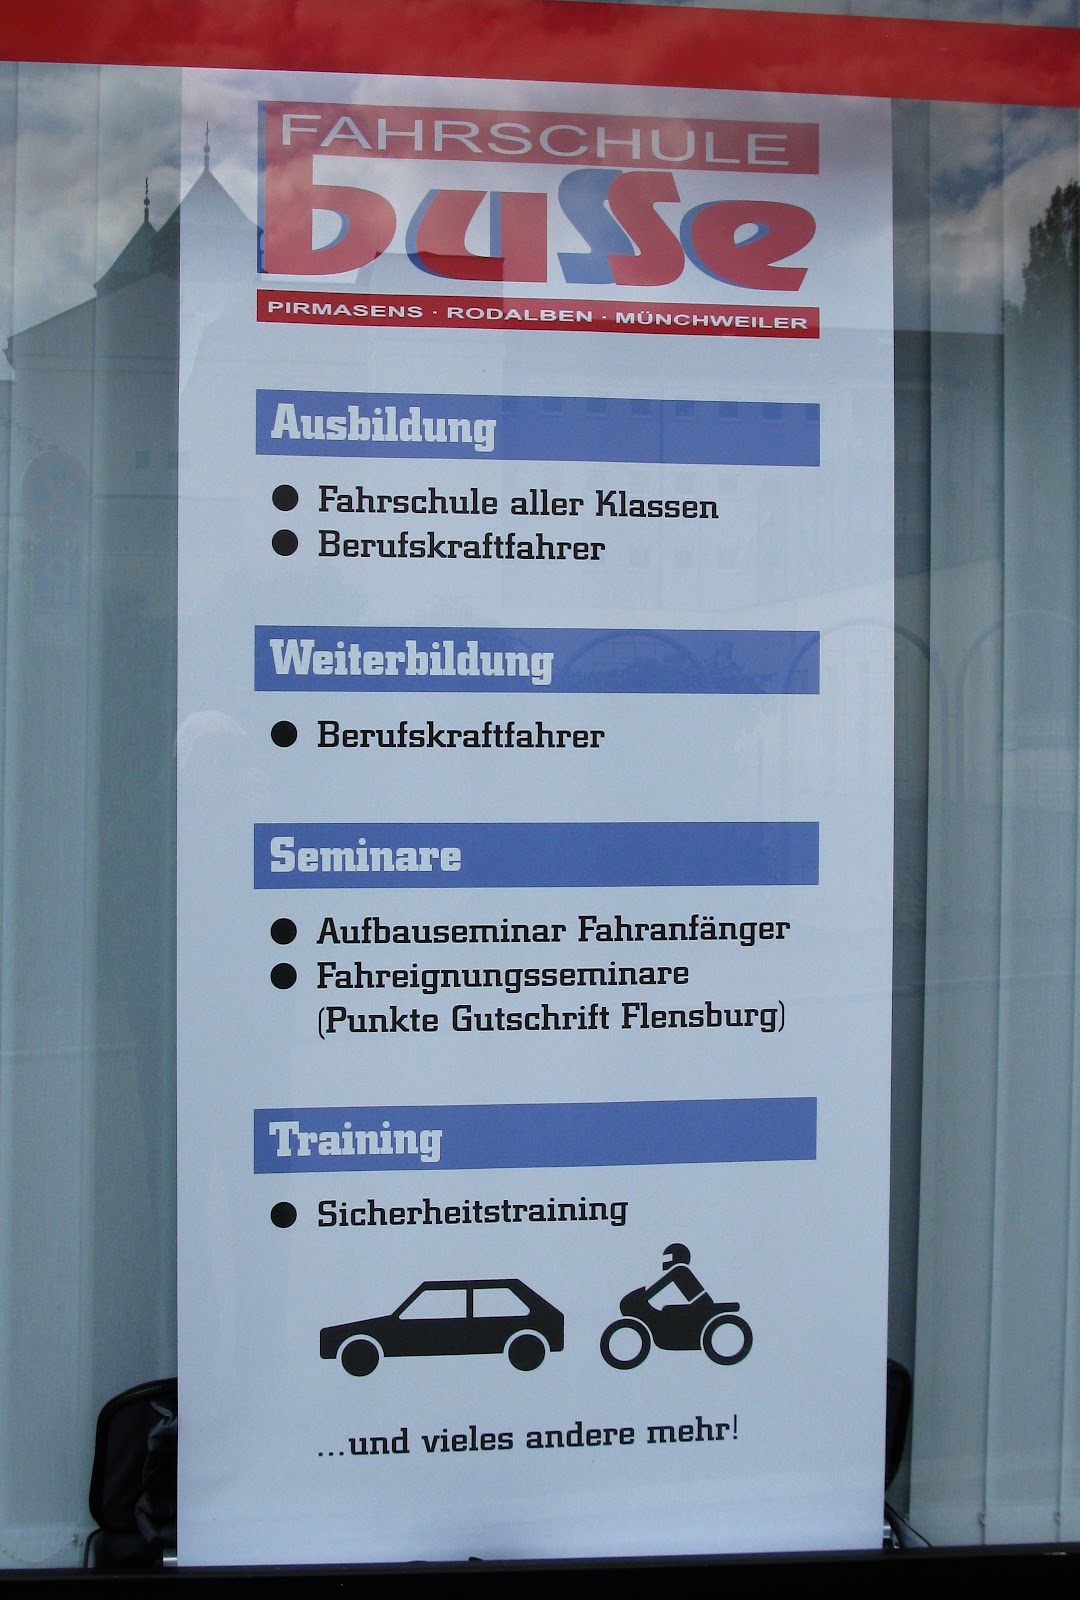 FAHRSCHULE
busse
PIRMASENS · RODALBEN · MÜNCHWEILER
Ausbildung
● Fahrschule aller Klassen
● Berufskraftfahrer
Weiterbildung
● Berufskraftfahrer
Seminare
● Aufbauseminar Fahranfänger
● Fahreignungsseminare
(Punkte Gutschrift Flensburg)
Training
● Sicherheitstraining
...und vieles andere mehr!